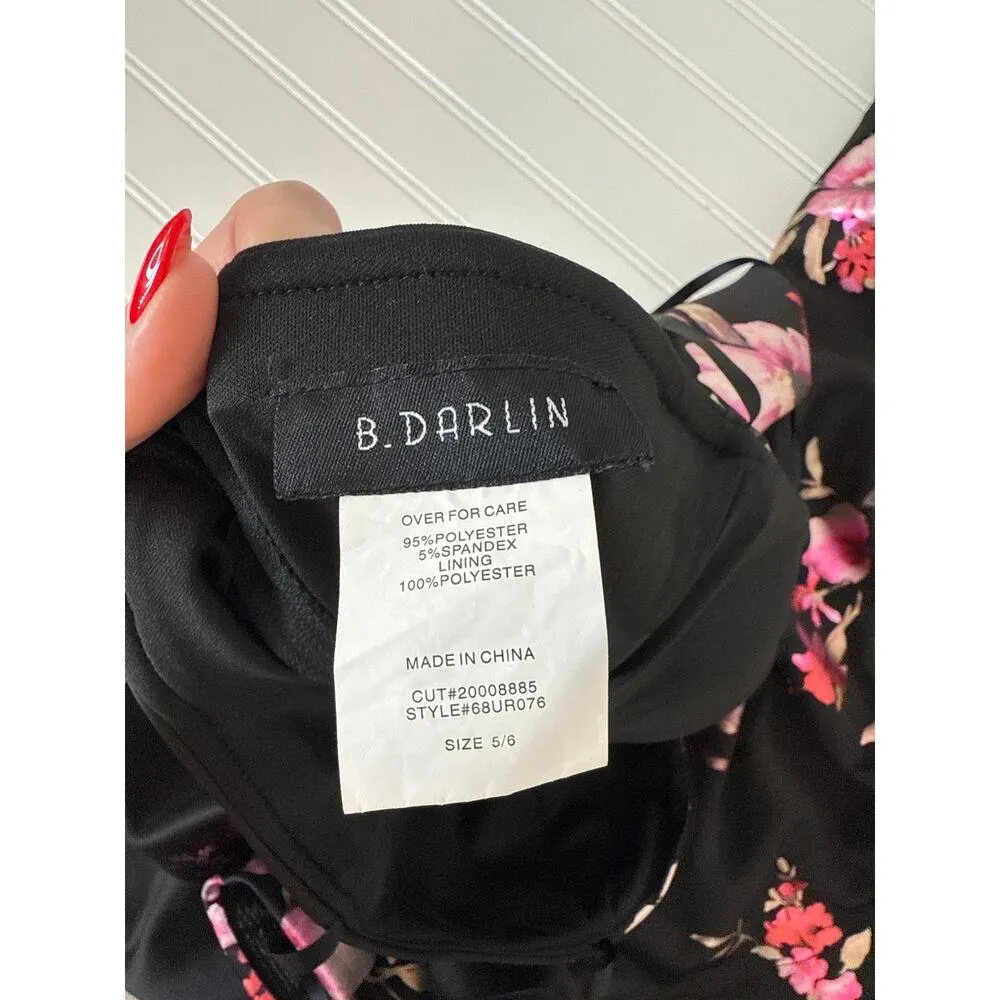 B.DARLIN
OVER FOR CARE
95%POLYESTER
5%SPANDEX
LINING
100%POLYESTER
MADE IN CHINA
CUT#20008885
STYLE#68UR076
SIZE 5/6